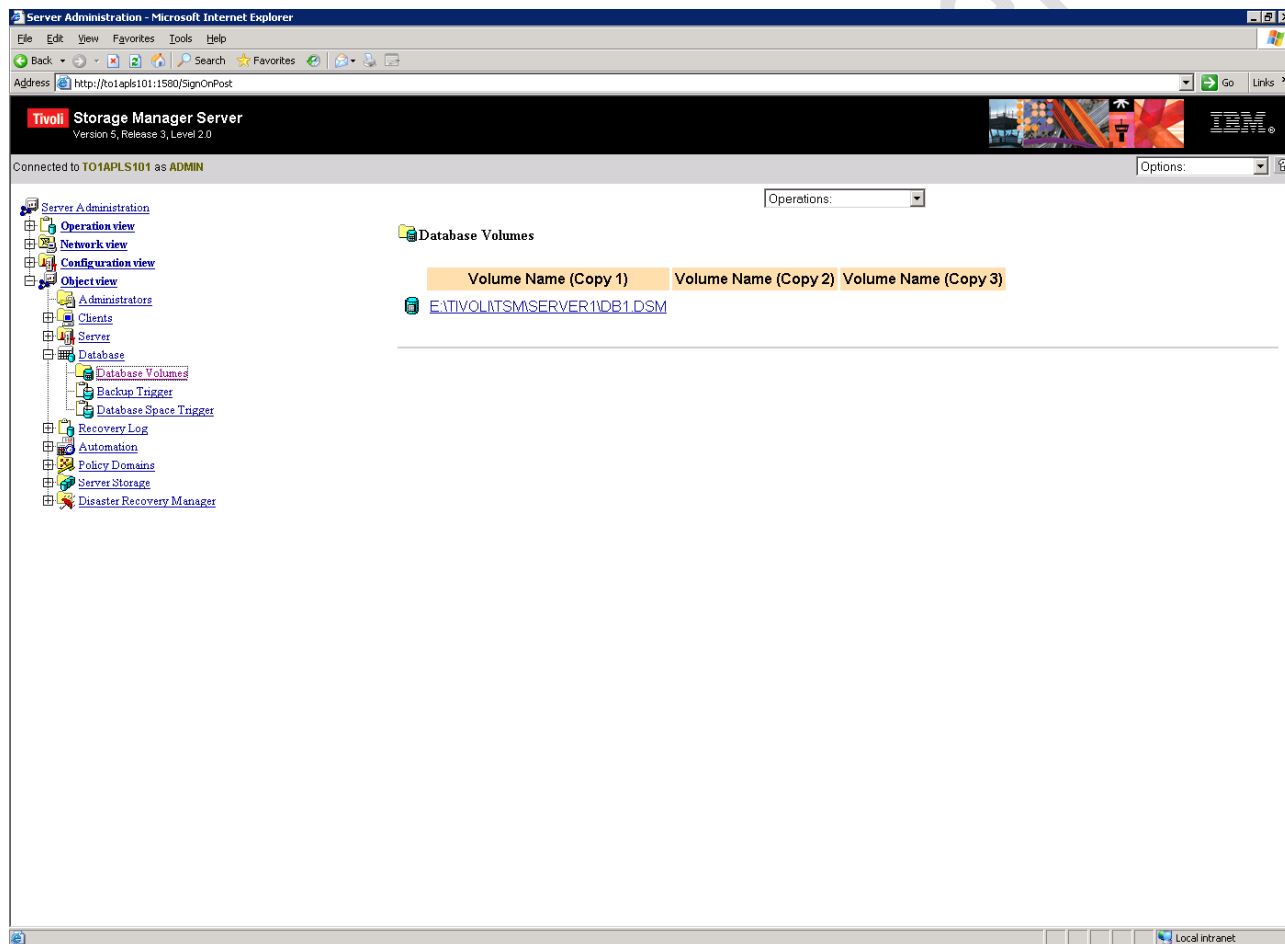 Server Administration - Microsoft Internet Explorer
File Edit View Favorites Tools Help
Back Search Favorites
Address http://to1apls101:1580/SignOnPost Go Links
Tivoli Storage Manager Server
Version 5, Release 3, Level 2.0
IBM
Connected to TO1APLS101 as ADMIN
Options:
Operations:
Server Administration
Operation view
Network view
Configuration view
Object view
Administrators
Clients
Server
Database
Database Volumes
Backup Trigger
Database Space Trigger
Recovery Log
Automation
Policy Domains
Server Storage
Disaster Recovery Manager
Database Volumes
Volume Name (Copy 1) Volume Name (Copy 2) Volume Name (Copy 3)
E:\TIVOLI\TSM\SERVER1\DB1.DSM
Local intranet